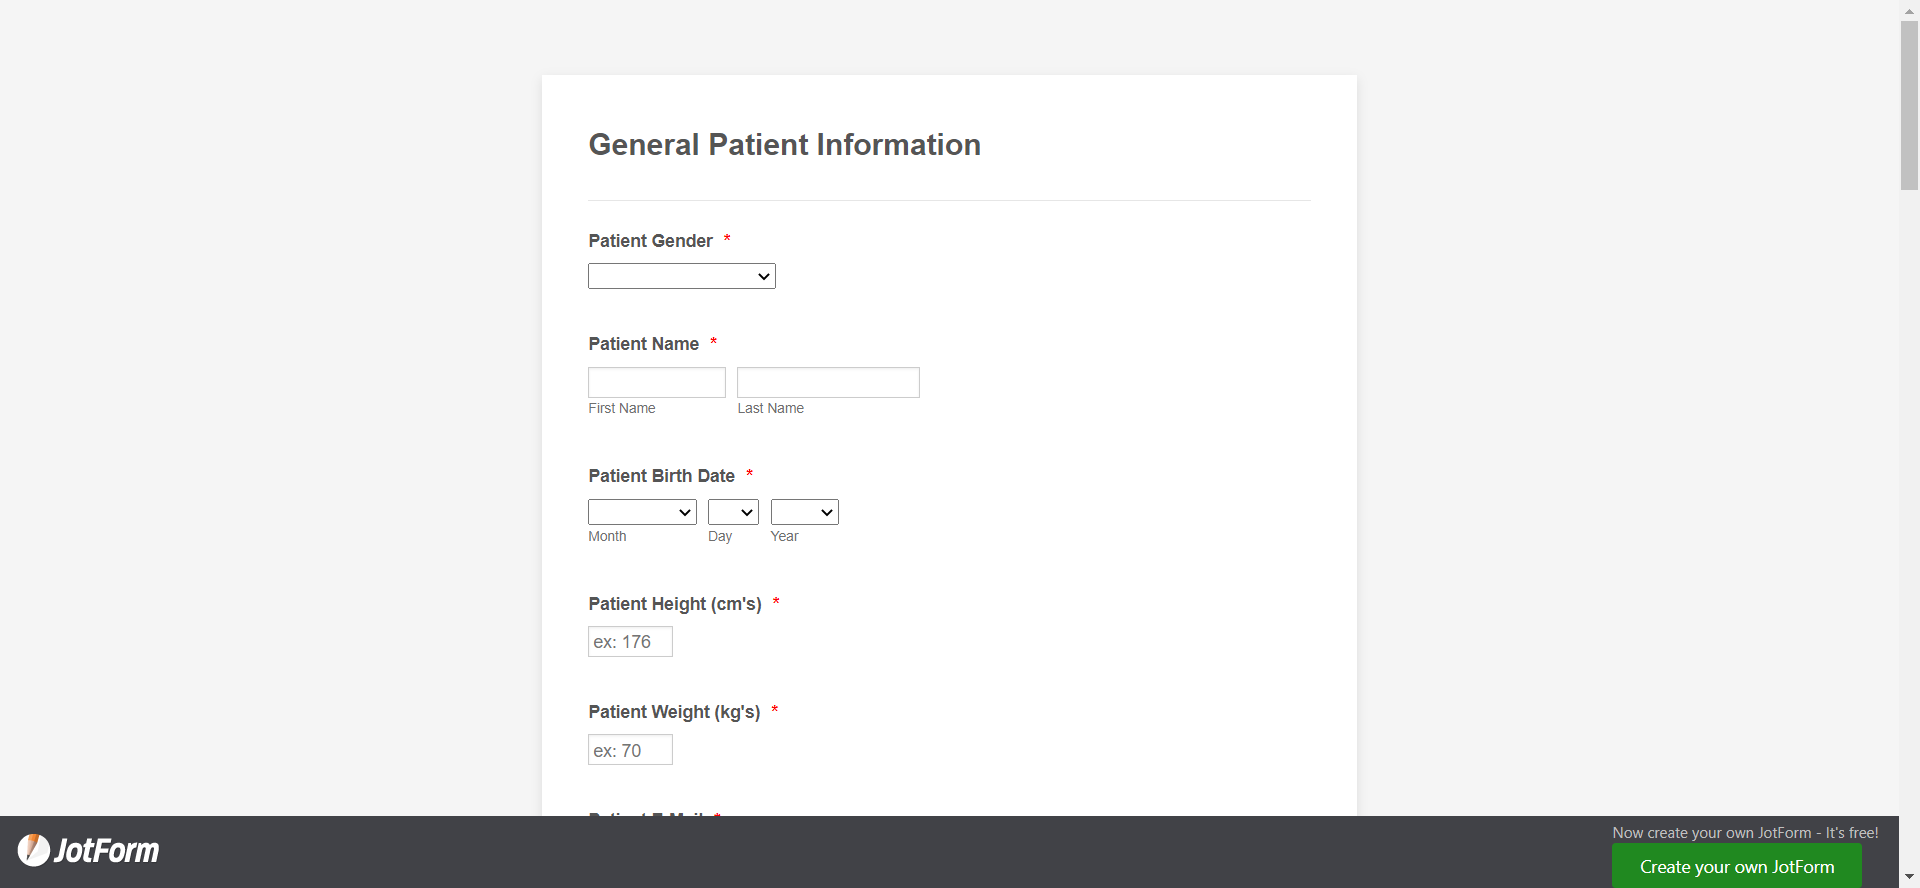 General Patient Information
Patient Gender *
Patient Name *
First Name Last Name
Patient Birth Date *
Month Day Year
Patient Height (cm's) *
ex: 176
Patient Weight (kg's) *
ex: 70
Patient E-Mail *
JotForm
Now create your own JotForm - It's free!
Create your own JotForm